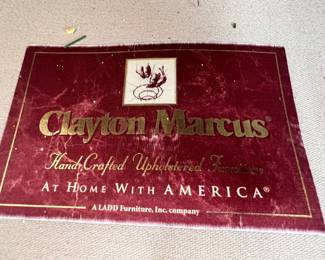 Clayton Marcus®
Hand Crafted Upholstered Furniture
AT HOME WITH AMERICA®
A LADD Furniture, Inc. company